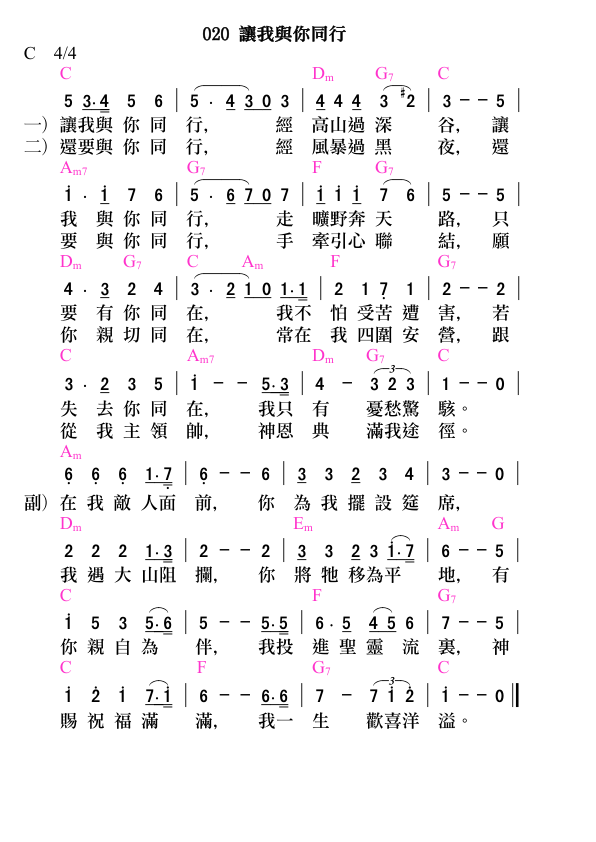 020 讓我與你同行
C 4/4
C Dm G7 C
5 3·4 5 6 | 5 · 4 3 0 3 | 4 4 4 3 #2 | 3 - - 5 |
一) 讓我與 你 同 行, 經 高山過 深 谷, 讓
二) 還要與 你 同 行, 經 風暴過 黑 夜, 還
Am7 G7 F G7
1 · 1 7 6 | 5 · 6 7 0 7 | 1 1 1 7 6 | 5 - - 5 |
我 與 你 同 行, 走 曠野奔 天 路, 只
要 與 你 同 行, 手 牽引心 聯 結, 願
Dm G7 C Am F G7
4 · 3 2 4 | 3 · 2 1 0 1·1 | 2 1 7 1 | 2 - - 2 |
要 有 你 同 在, 我不 怕 受苦 遭 害, 若
你 親 切 同 在, 常在 我 四圍 安 營, 跟
C Am7 Dm G7 C
3 · 2 3 5 | 1 - - 5·3 | 4 - 3 2 3 | 1 - - 0 |
3
失 去 你 同 在, 我只 有 憂愁驚 駭。
從 我 主 領 帥, 神恩 典 滿我途 徑。
Am
6 6 6 1·7 | 6 - - 6 | 3 3 2 3 4 | 3 - - 0 |
副) 在 我 敵 人面 前, 你 為 我 擺 設 筵 席,
Dm Em Am G
2 2 2 1·3 | 2 - - 2 | 3 3 2 3 1·7 | 6 - - 5 |
我 遇 大 山阻 攔, 你 將 牠 移為平 地, 有
C F G7
1 5 3 5·6 | 5 - - 5·5 | 6 · 5 4 5 6 | 7 - - 5 |
你 親 自 為 伴, 我投 進 聖 靈 流 裏, 神
C F G7 C
1 2 1 7·1 | 6 - - 6·6 | 7 - 7 1 2 | 1 - - 0 ‖
3
賜 祝 福 滿 滿, 我一 生 歡喜洋 溢。